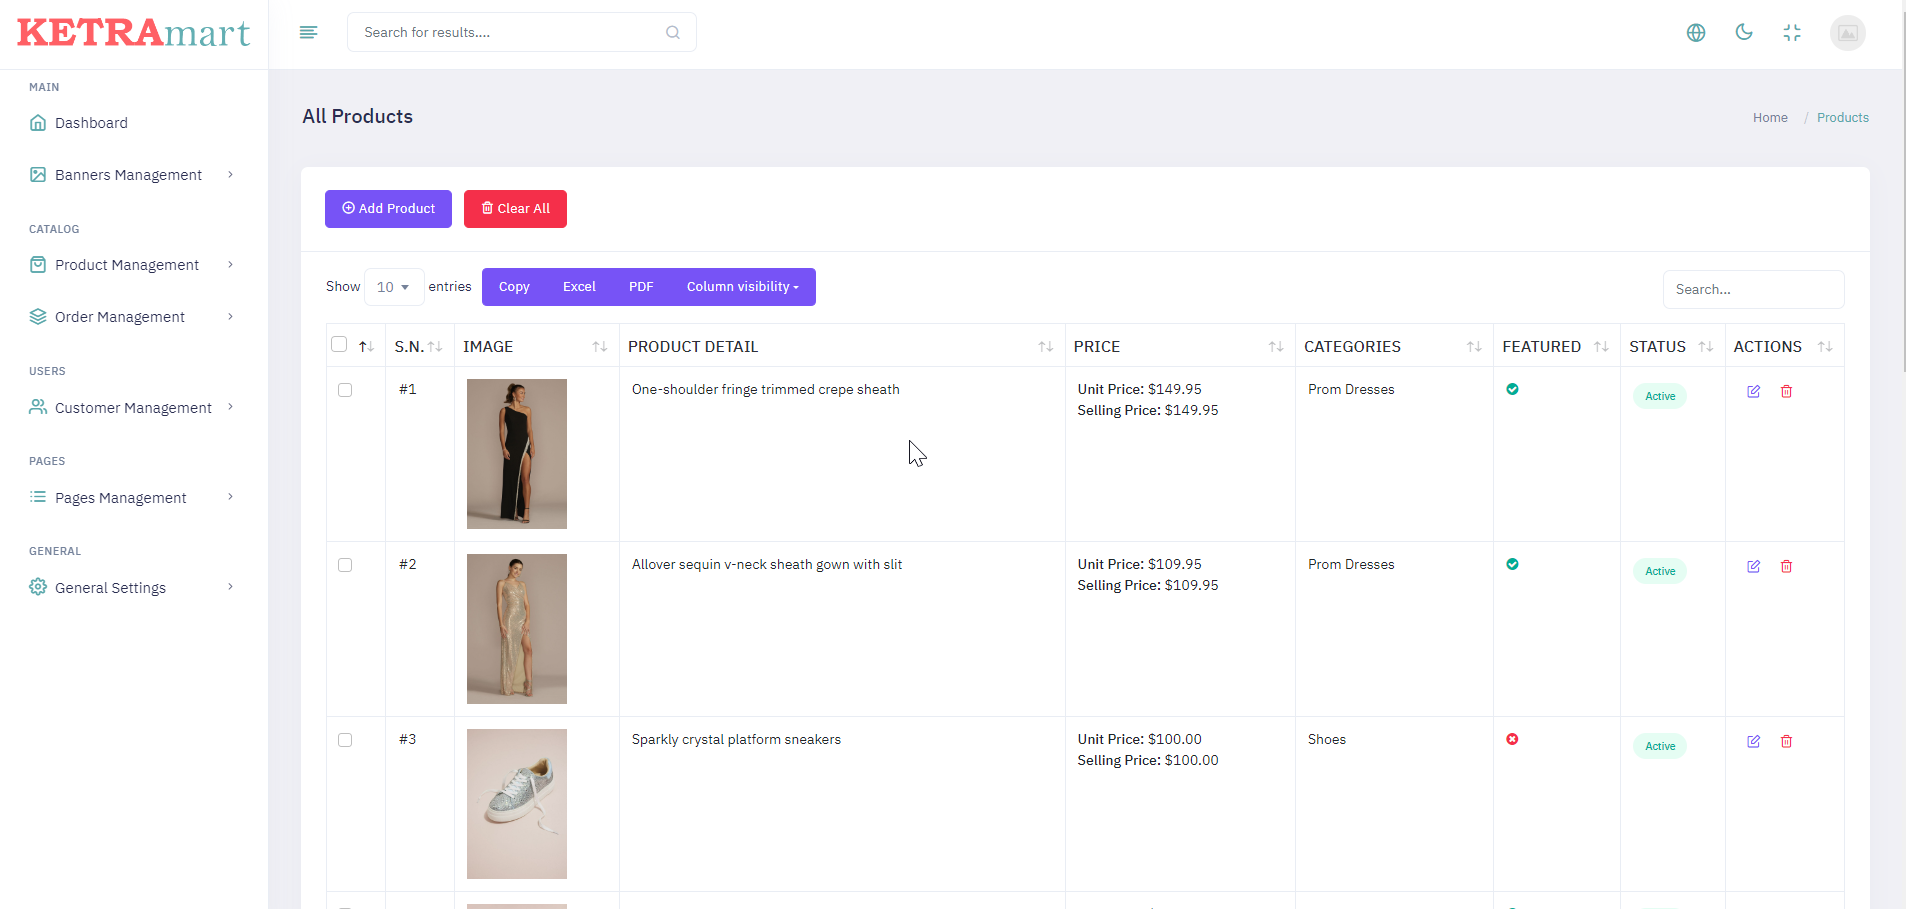 KETRAmart
Search for results....
MAIN
Dashboard
Banners Management
CATALOG
Product Management
Order Management
USERS
Customer Management
PAGES
Pages Management
GENERAL
General Settings
All Products
Home / Products
Add Product
Clear All
Show 10 entries
Copy Excel PDF Column visibility
Search...
S.N. IMAGE PRODUCT DETAIL PRICE CATEGORIES FEATURED STATUS ACTIONS
#1 One-shoulder fringe trimmed crepe sheath Unit Price: $149.95 Prom Dresses Active
Selling Price: $149.95
#2 Allover sequin v-neck sheath gown with slit Unit Price: $109.95 Prom Dresses Active
Selling Price: $109.95
#3 Sparkly crystal platform sneakers Unit Price: $100.00 Shoes Active
Selling Price: $100.00